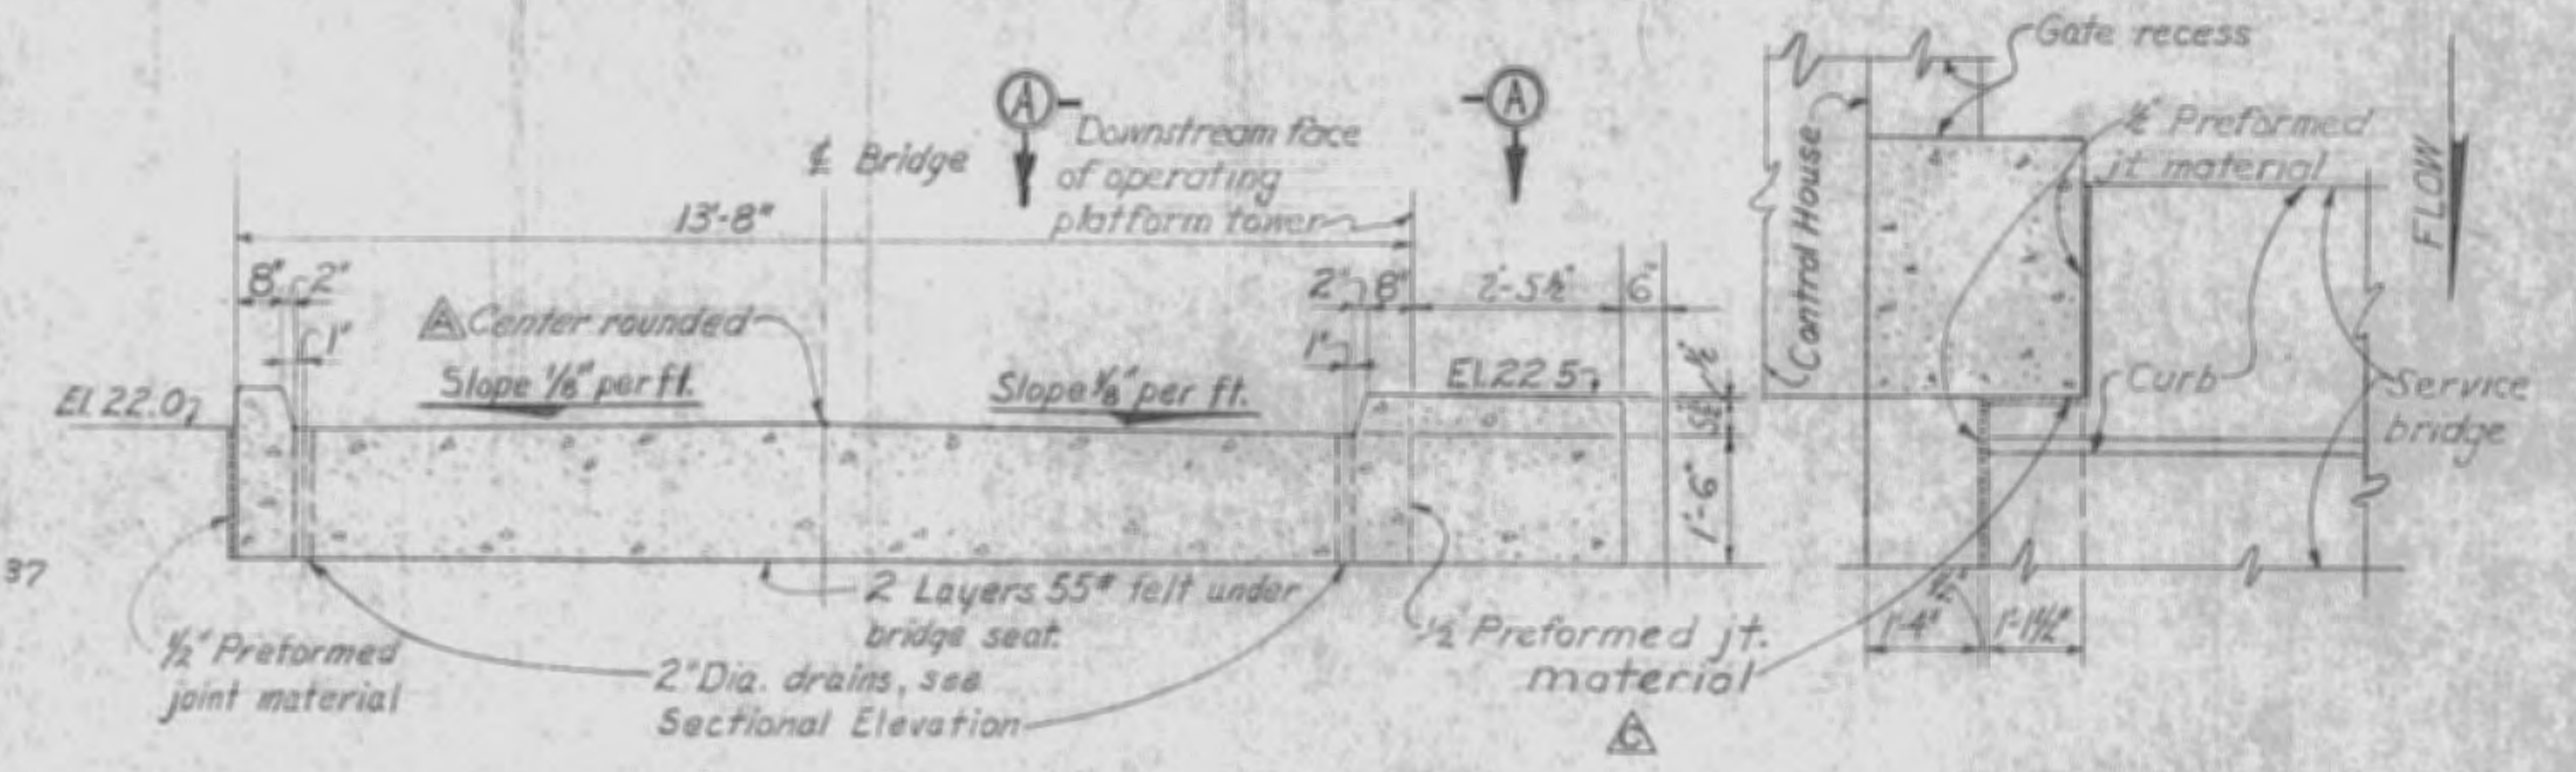 Gate recess
A
A
Downstream face
of operating
platform tower
℄ Bridge
13'-8"
8"
2"
1"
2"
8"
2'-5½"
6"
1"
½"
5½"
1'-6"
A Center rounded
Slope 1/8" per ft.
Slope 1/8" per ft.
El. 22.0
El. 22.5
37
2 Layers 55# felt under
bridge seat.
½" Preformed
joint material
2" Dia. drains, see
Sectional Elevation
½" Preformed jt.
material
C
Control House
½" Preformed
jt. material
FLOW
Curb
Service
bridge
½"
1'-4"
1'-1½"